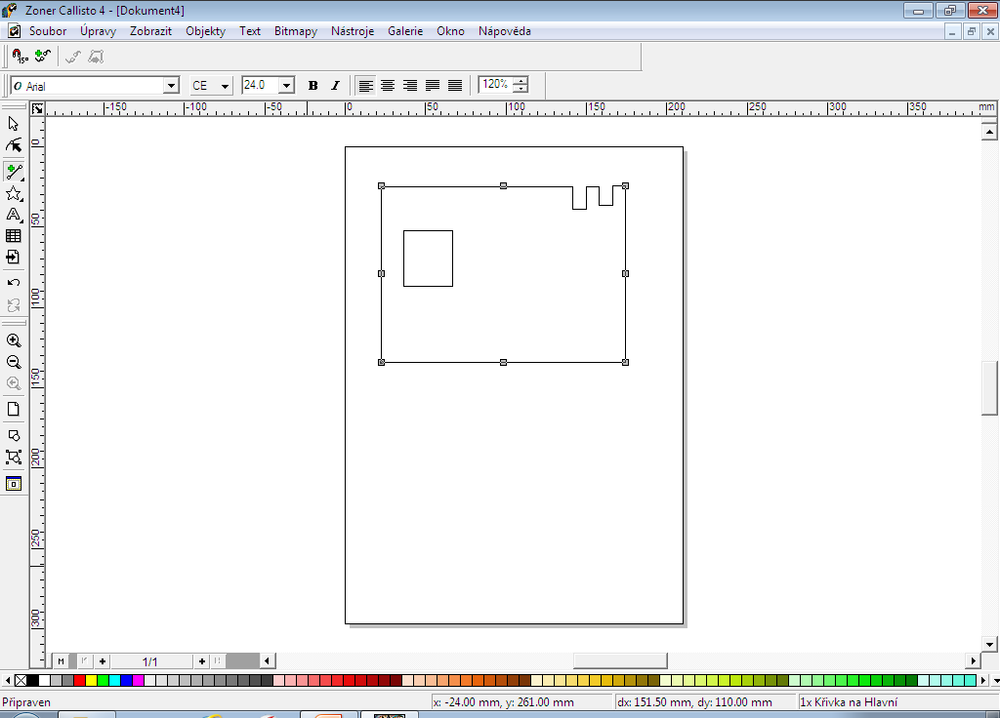 Zoner Callisto 4 - [Dokument4]
Soubor Úpravy Zobrazit Objekty Text Bitmapy Nástroje Galerie Okno Nápověda
O Arial CE 24.0 B I 120%
-150 -100 -50 0 50 100 150 200 250 300 350 mm
0
50
100
150
200
250
300
M 1/1
Připraven x: -24.00 mm, y: 261.00 mm dx: 151.50 mm, dy: 110.00 mm 1x Křivka na Hlavní